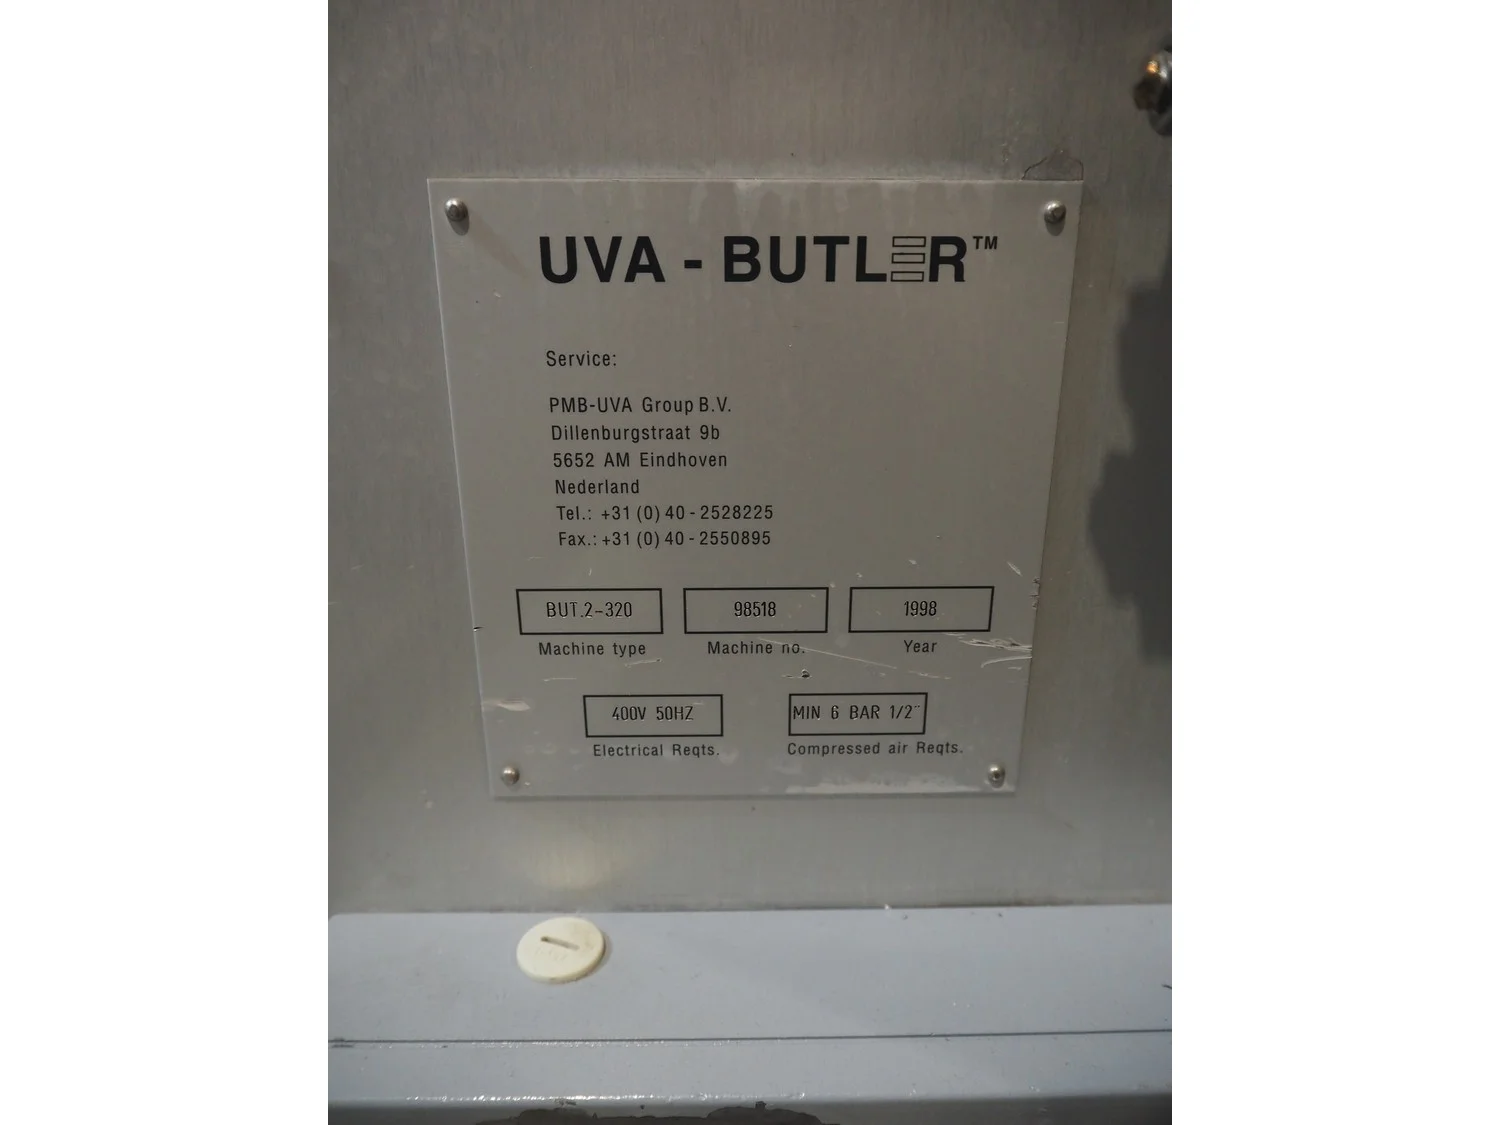 UVA - BUTLER™
Service:
PMB-UVA Group B.V.
Dillenburgstraat 9b
5652 AM Eindhoven
Nederland
Tel.: +31 (0) 40 - 2528225
Fax.: +31 (0) 40 - 2550895
BUT.2-320 98518 1998
Machine type Machine no. Year
400V 50HZ MIN 6 BAR 1/2"
Electrical Reqts. Compressed air Reqts.